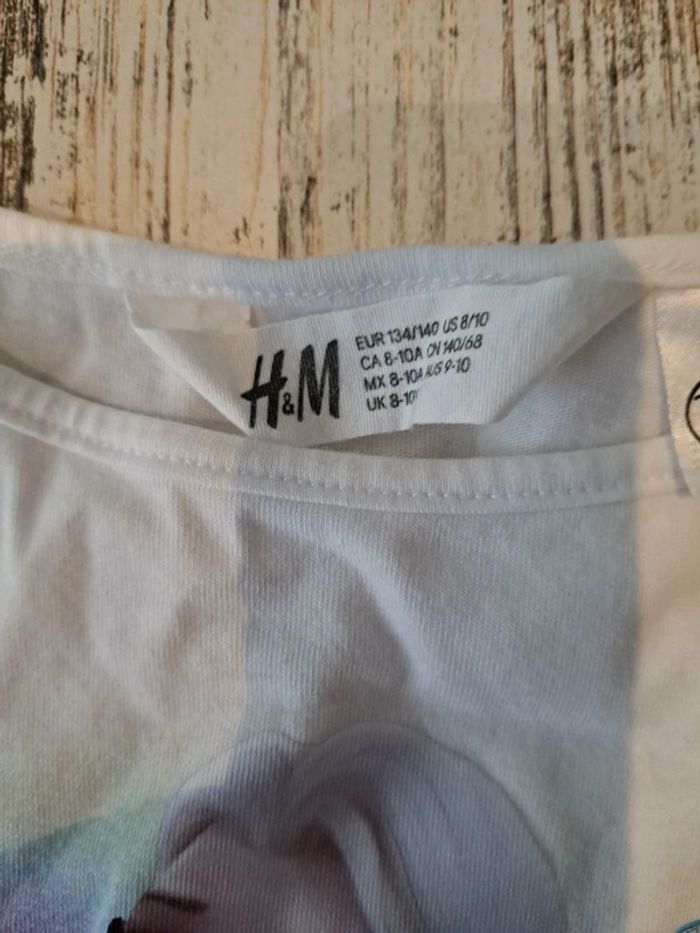 H&M
EUR 134/140 US 8/10
CA 8-10A CN 140/68
MX 8-10A AUS 9-10
UK 8-10Y